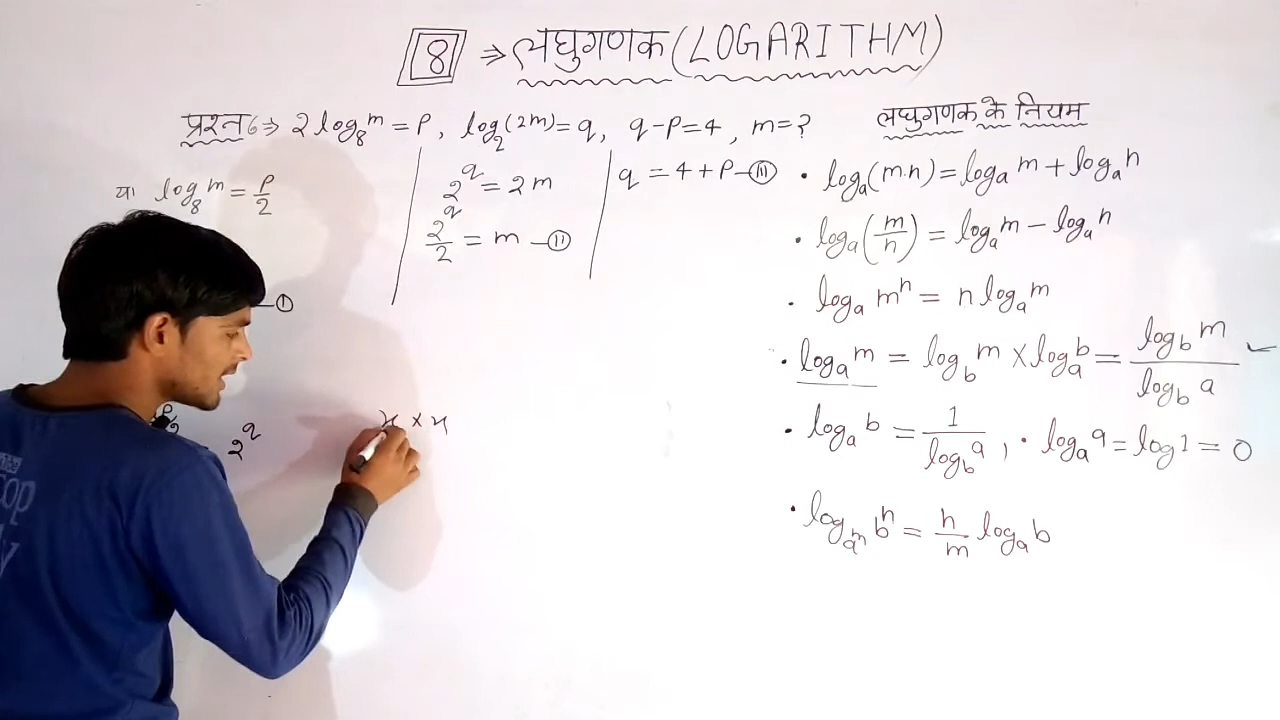 8 ⇒ लघुगणक (LOGARITHM)
प्रश्न 6 ⇒ 2 log₈ m = P, log₂(2m) = q, q-P=4, m=?
या log₈ m = P/2
— I
2^q = 2m
2^q/2 = m — II
q = 4+P — III
2^q
x × x
लघुगणक के नियम
• logₐ(m.n) = logₐ m + logₐ n
• logₐ(m/n) = logₐ m − logₐ n
• logₐ mⁿ = n logₐ m
• logₐ m = log_b m × logₐ b = log_b m / log_b a
• logₐ b = 1/log_b a, • logₐ a = log 1 = 0
• log_{a^m} bⁿ = n/m logₐ b